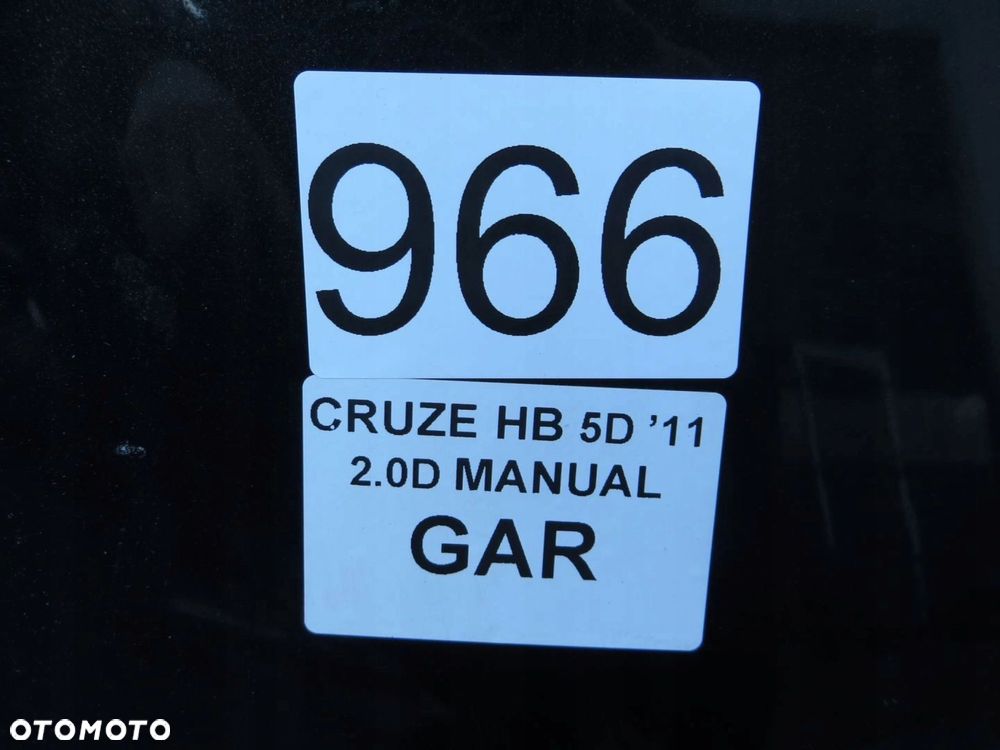 966
CRUZE HB 5D ’11
2.0D MANUAL
GAR
OTOMOTO